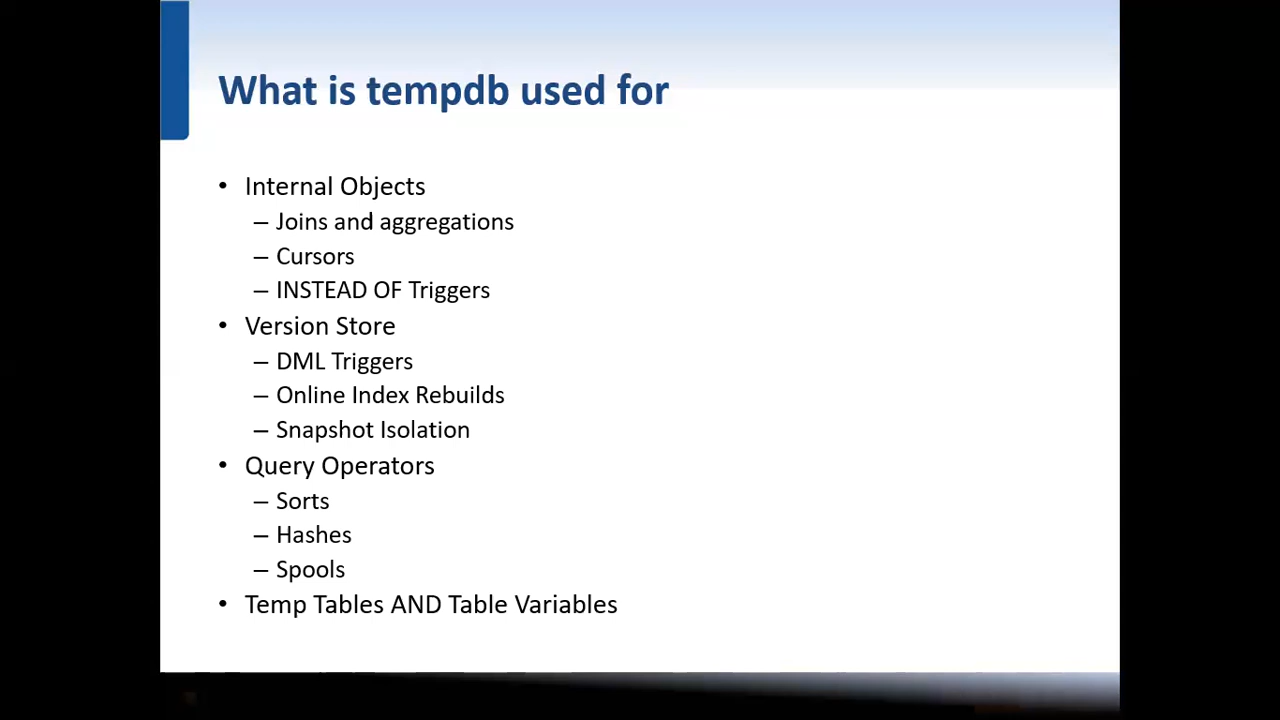 What is tempdb used for
• Internal Objects
– Joins and aggregations
– Cursors
– INSTEAD OF Triggers
• Version Store
– DML Triggers
– Online Index Rebuilds
– Snapshot Isolation
• Query Operators
– Sorts
– Hashes
– Spools
• Temp Tables AND Table Variables